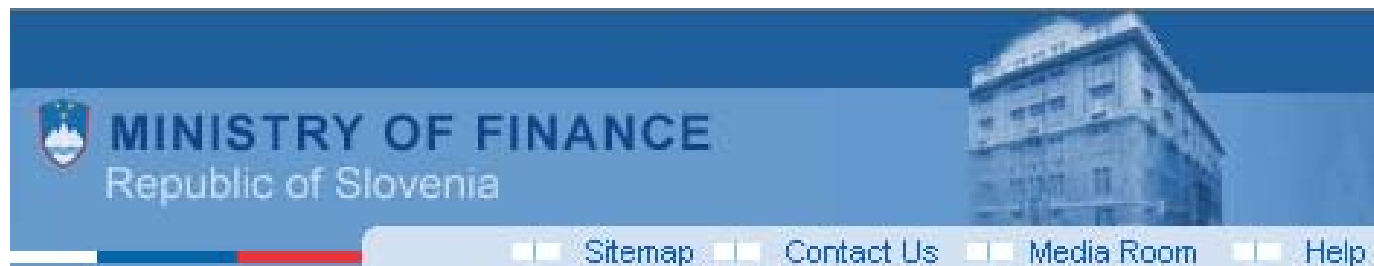 MINISTRY OF FINANCE
Republic of Slovenia
Sitemap Contact Us Media Room Help